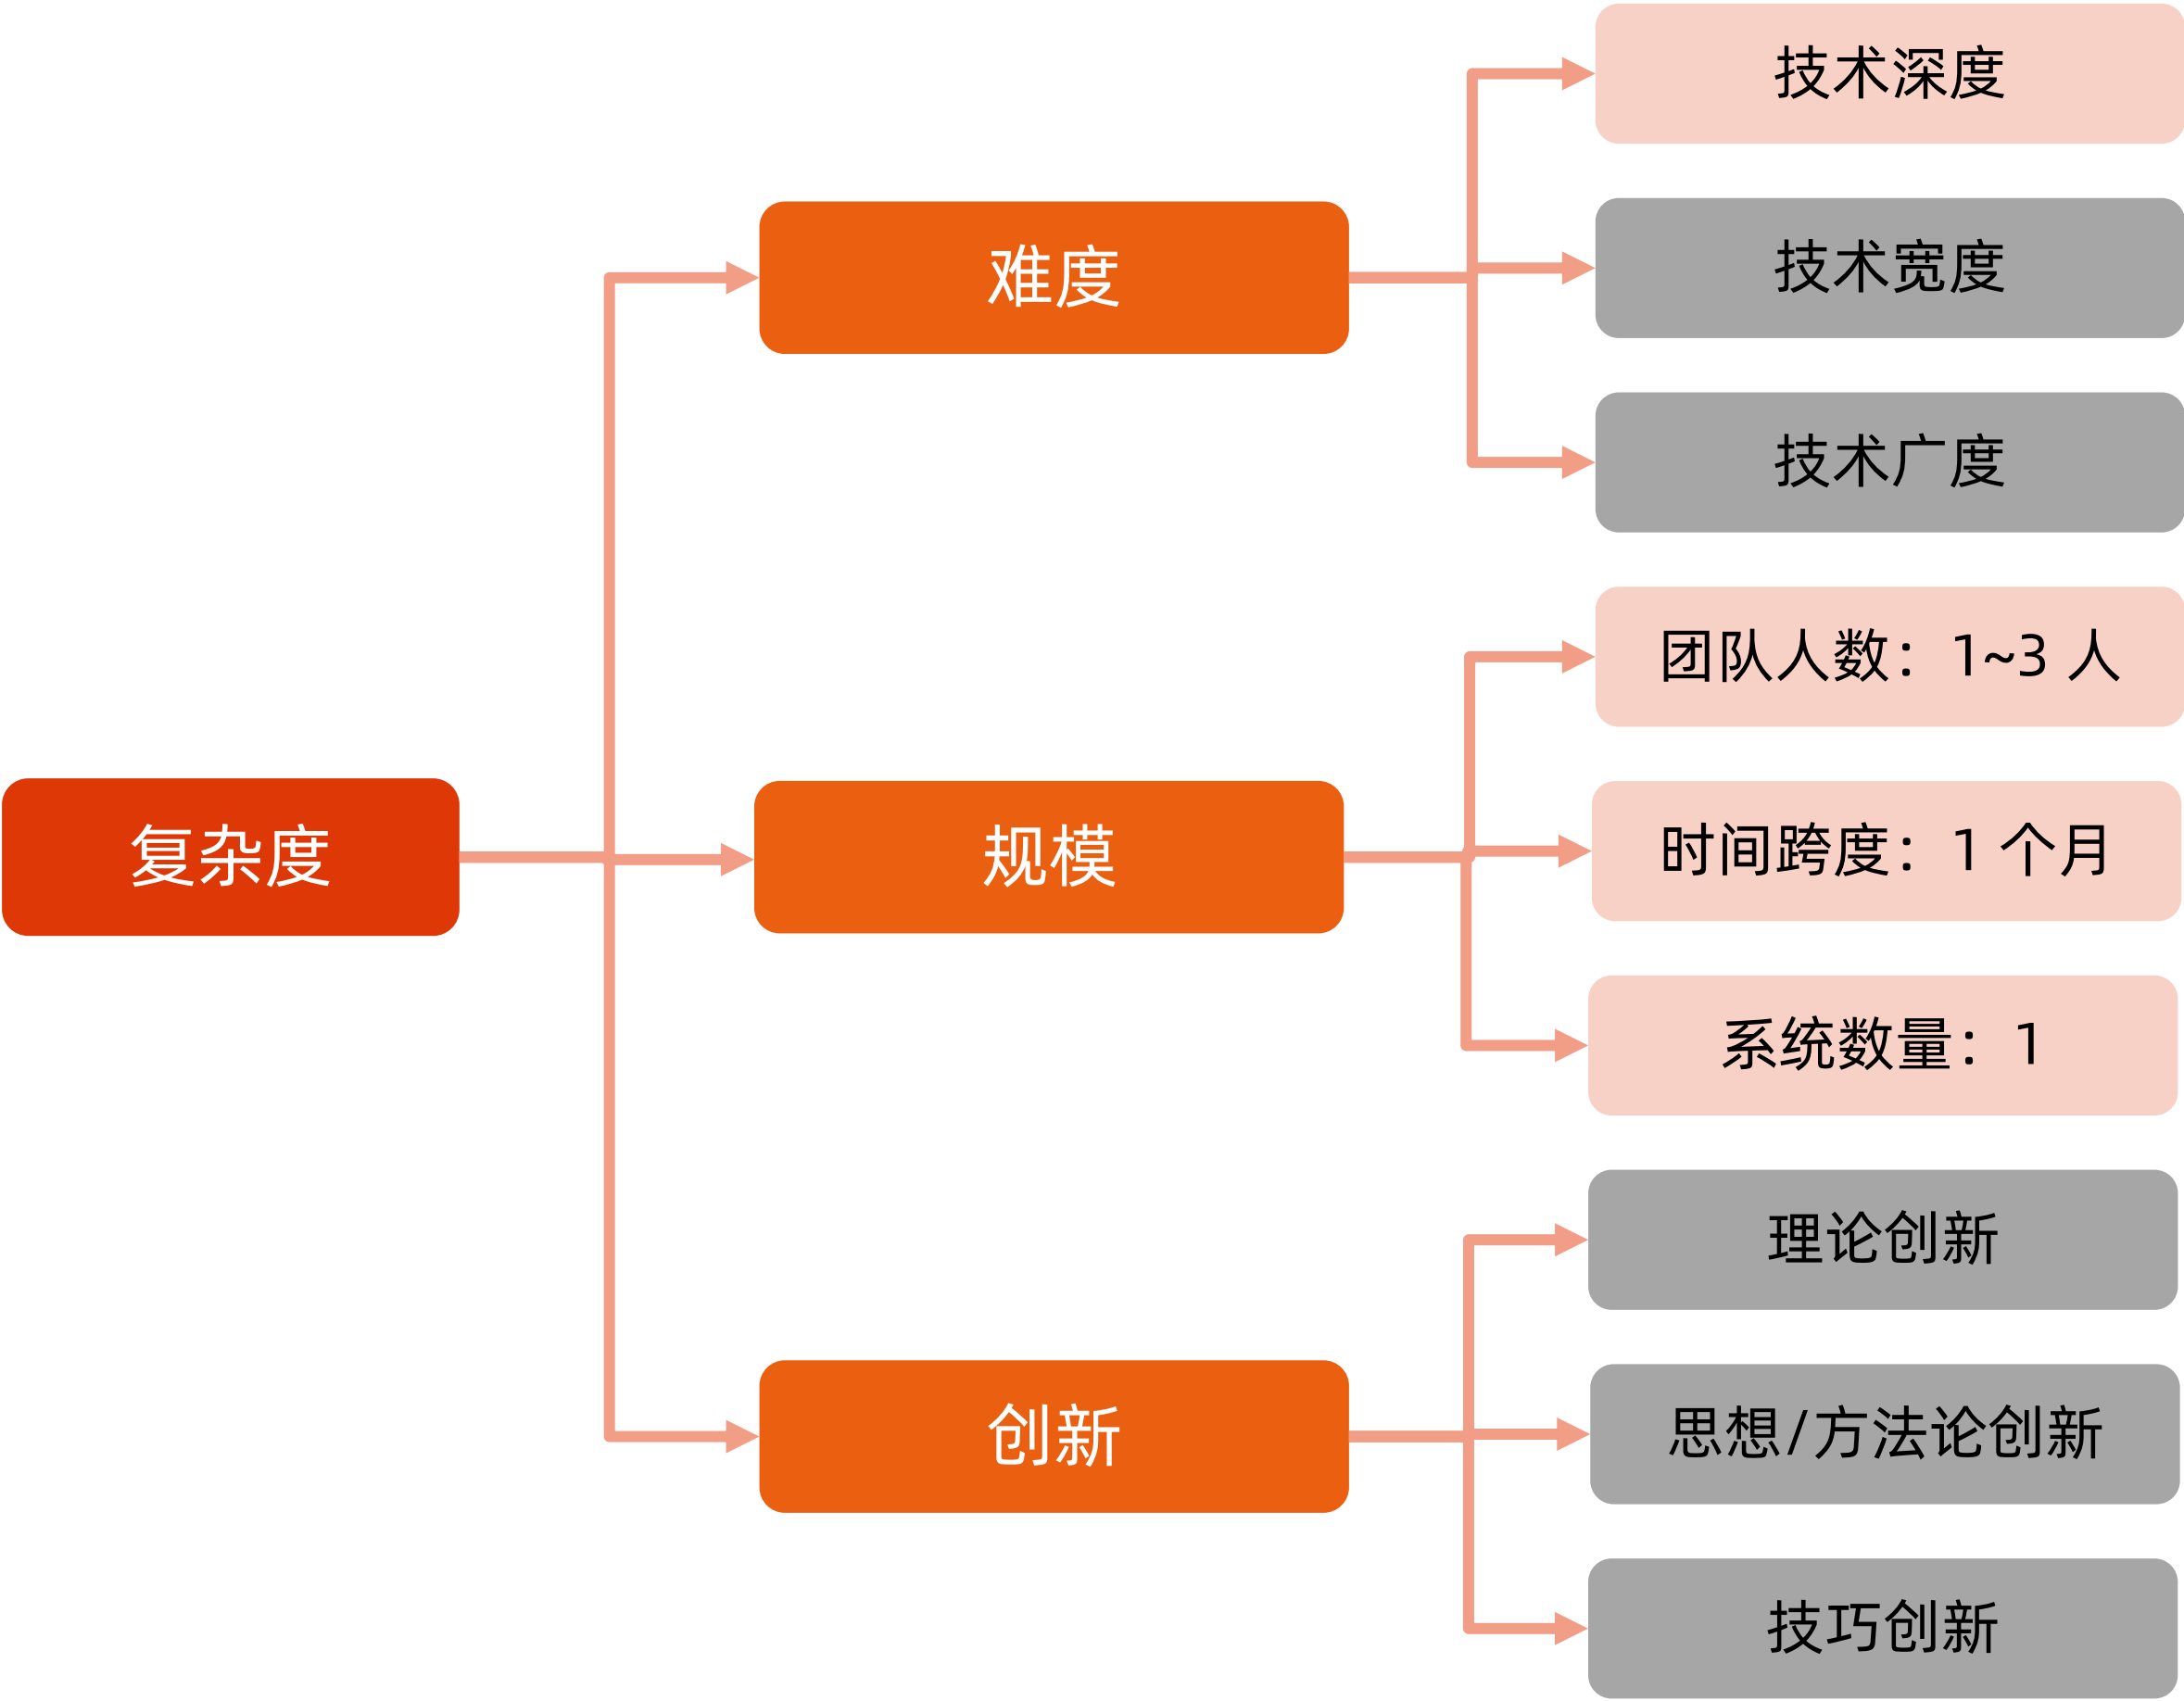 复杂度
难度
技术深度
技术宽度
技术广度
规模
团队人数：1~3 人
时间跨度：1个月
系统数量：1
创新
理论创新
思想/方法论创新
技巧创新